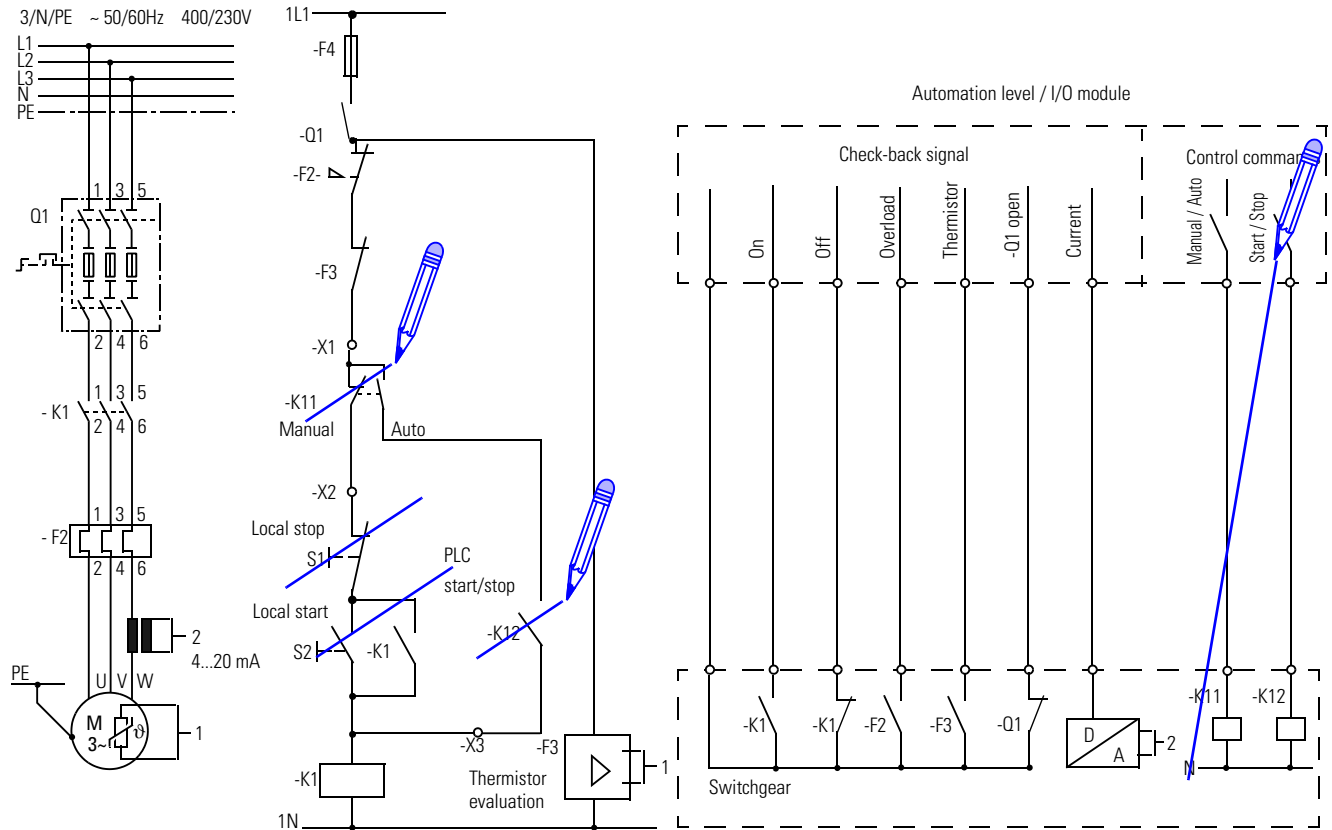 3/N/PE ~ 50/60Hz 400/230V
L1
L2
L3
N
PE
1 3 5
Q1
2 4 6
1 3 5
- K1
2 4 6
1 3 5
- F2
2 4 6
2
4...20 mA
PE
U V W
M
3~
ϑ
1
1L1
-F4
-Q1
-F2-
-F3
-X1
-K11
Manual
Auto
-X2
Local stop
S1
PLC
start/stop
Local start
S2
-K1
-K12
-X3
-F3
-K1
Thermistor
evaluation
1
1N
Automation level / I/O module
Check-back signal
Control comman
On
Off
Overload
Thermistor
-Q1 open
Current
Manual / Auto
Start / Stop
-K1
-K1
-F2
-F3
-Q1
D
A
2
-K11
-K12
N
Switchgear